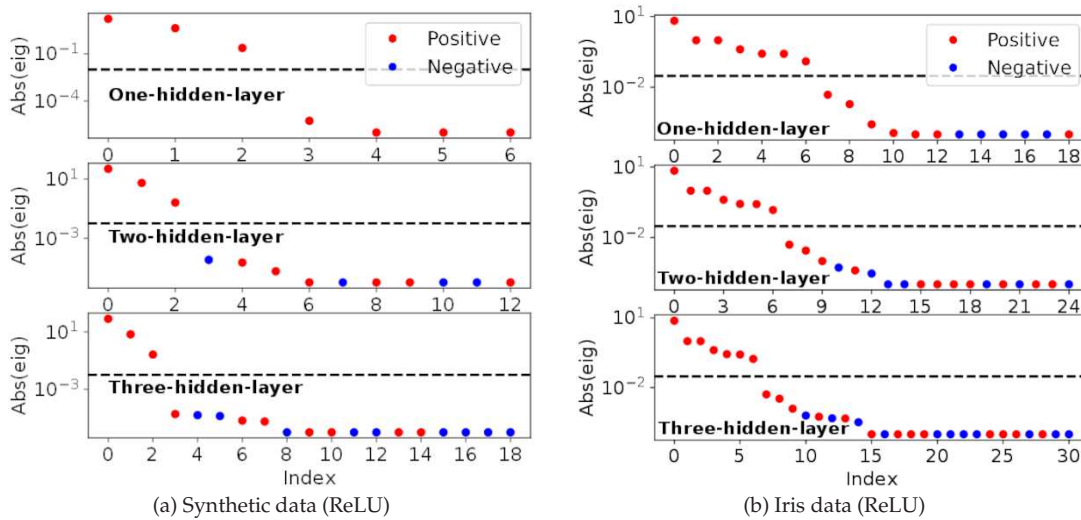 Abs(eig)
10^{-1}
10^{-4}
Positive
Negative
One-hidden-layer
0 1 2 3 4 5 6
Abs(eig)
10^{1}
10^{-3}
Two-hidden-layer
0 2 4 6 8 10 12
Abs(eig)
10^{1}
10^{-3}
Three-hidden-layer
0 2 4 6 8 10 12 14 16 18
Index
(a) Synthetic data (ReLU)
Abs(eig)
10^{1}
10^{-2}
Positive
Negative
One-hidden-layer
0 2 4 6 8 10 12 14 16 18
Abs(eig)
10^{1}
10^{-2}
Two-hidden-layer
0 3 6 9 12 15 18 21 24
Abs(eig)
10^{1}
10^{-2}
Three-hidden-layer
0 5 10 15 20 25 30
Index
(b) Iris data (ReLU)